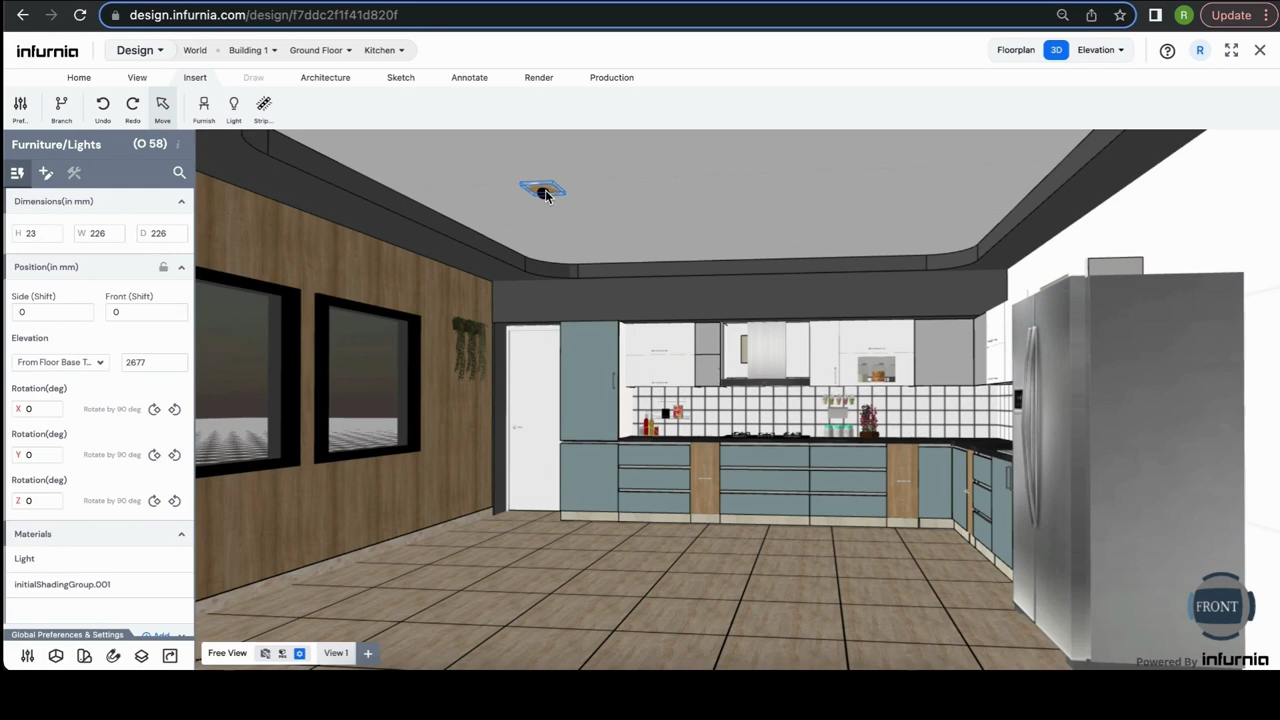 design.infurnia.com/design/f7ddc2f1f41d820f
R
Update
infurnia
Design
World
Building 1
Ground Floor
Kitchen
Floorplan
3D
Elevation
R
Home
View
Insert
Draw
Architecture
Sketch
Annotate
Render
Production
Pref..
Branch
Undo
Redo
Move
Furnish
Light
Strip...
Furniture/Lights
(O 58)
Dimensions(in mm)
H 23
W 226
D 226
Position(in mm)
Side (Shift)
Front (Shift)
0
0
Elevation
From Floor Base T...
2677
Rotation(deg)
X 0
Rotate by 90 deg
Rotation(deg)
Y 0
Rotate by 90 deg
Rotation(deg)
Z 0
Rotate by 90 deg
Materials
Light
initialShadingGroup.001
Global Preferences & Settings
Add
Free View
View 1
FRONT
Powered By infurnia